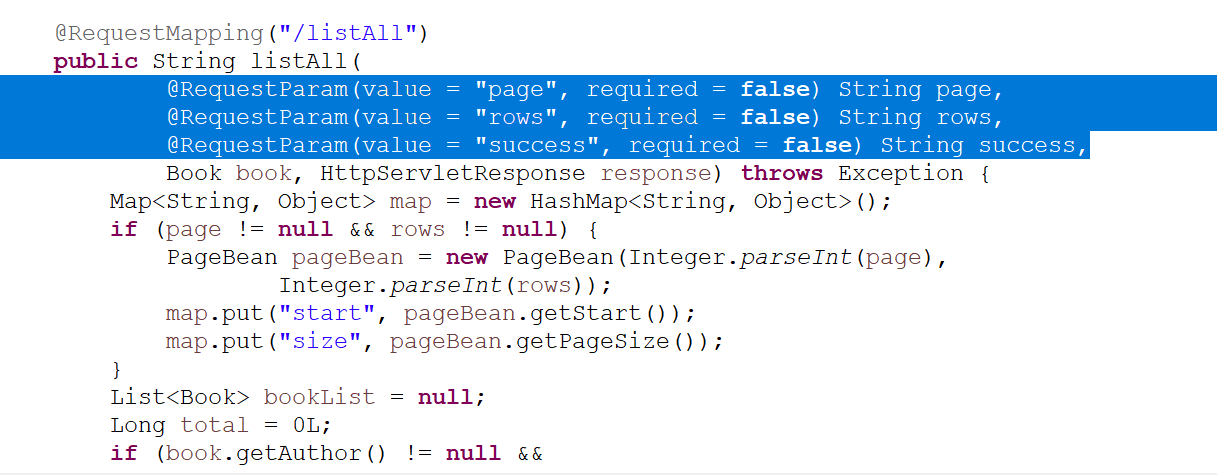 @RequestMapping("/listAll")
public String listAll(
@RequestParam(value = "page", required = false) String page,
@RequestParam(value = "rows", required = false) String rows,
@RequestParam(value = "success", required = false) String success,
Book book, HttpServletResponse response) throws Exception {
Map<String, Object> map = new HashMap<String, Object>();
if (page != null && rows != null) {
PageBean pageBean = new PageBean(Integer.parseInt(page),
Integer.parseInt(rows));
map.put("start", pageBean.getStart());
map.put("size", pageBean.getPageSize());
}
List<Book> bookList = null;
Long total = 0L;
if (book.getAuthor() != null &&